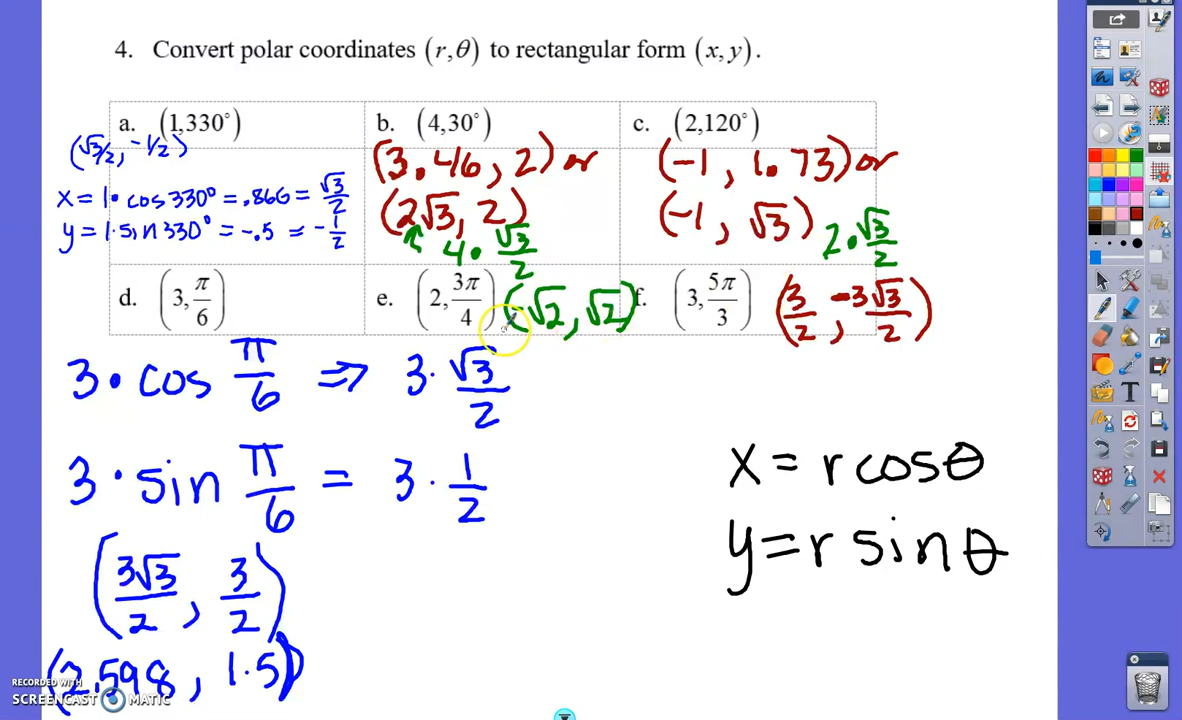 4. Convert polar coordinates (r,θ) to rectangular form (x,y).
a. (1,330°)
(√3/2, -1/2)
x = 1 • cos 330° = .866 = √3/2
y = 1 · sin 330° = -.5 = -1/2
b. (4,30°)
(3.46, 2) or
(2√3, 2)
4 • √3/2
c. (2,120°)
(-1, 1.73) or
(-1, √3)
2 • √3/2
d. (3, π/6)
e. (2, 3π/4) (-√2, √2)
f. (3, 5π/3) (3/2, -3√3/2)
3 • cos π/6 ⇒ 3 · √3/2
3 · sin π/6 = 3 · 1/2
(3√3/2, 3/2)
(2.598, 1.5)
x = r cosθ
y = r sinθ
RECORDED WITH
SCREENCAST MATIC